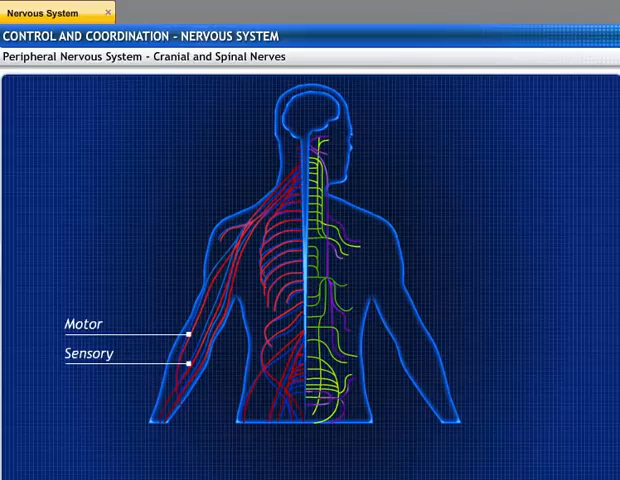 Nervous System
CONTROL AND COORDINATION - NERVOUS SYSTEM
Peripheral Nervous System - Cranial and Spinal Nerves
Motor
Sensory